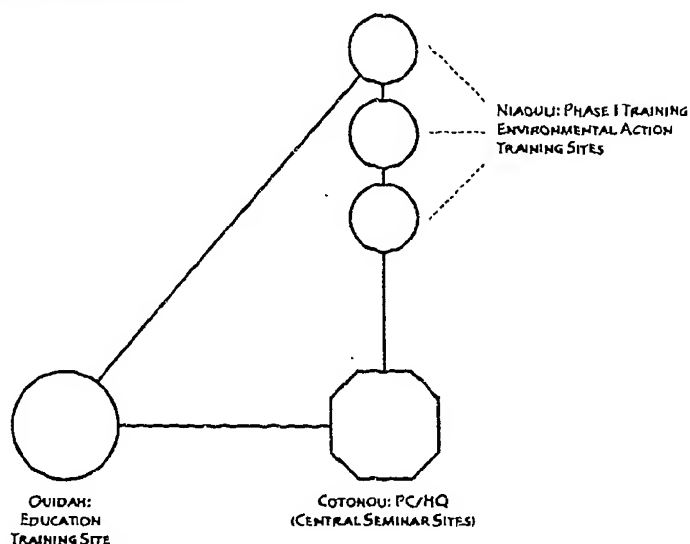 NIAOULI: PHASE I TRAINING
ENVIRONMENTAL ACTION
TRAINING SITES
OUIDAH:
EDUCATION
TRAINING SITE
COTONOU: PC/HQ
(CENTRAL SEMINAR SITES)